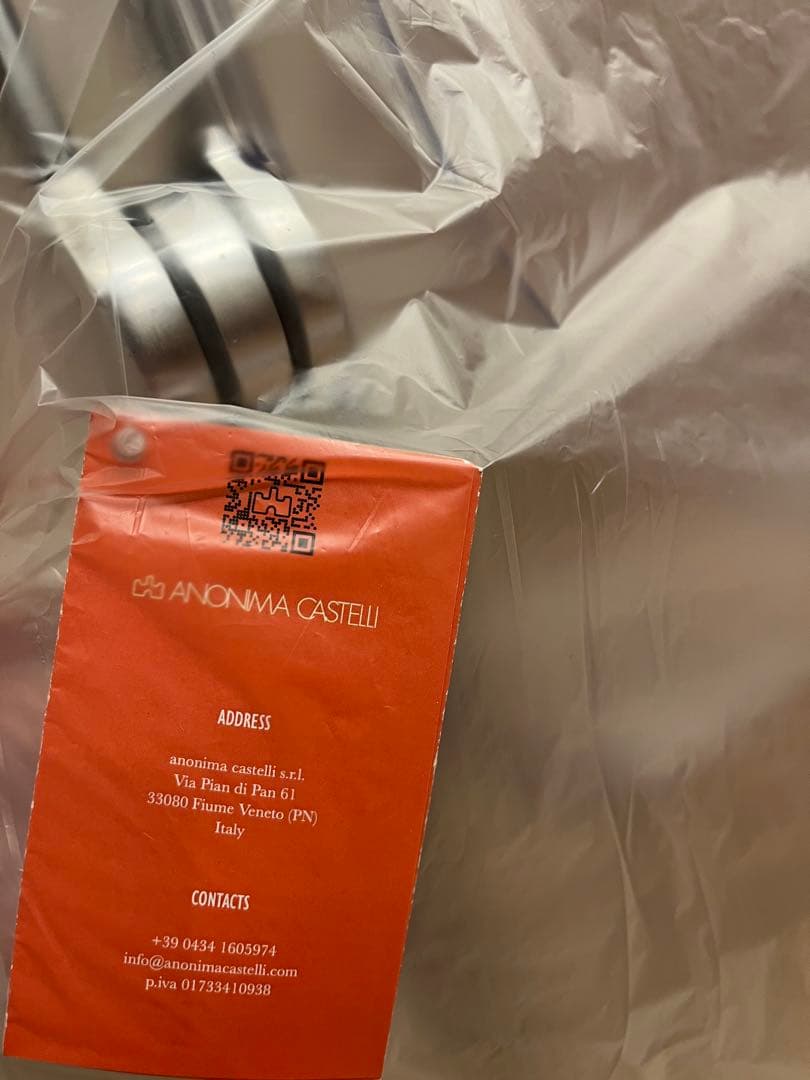 ANONIMA CASTELLI
ADDRESS
anonima castelli s.r.l.
Via Pian di Pan 61
33080 Fiume Veneto (PN)
Italy
CONTACTS
+39 0434 1605974
info@anonimacastelli.com
p.iva 01733410938